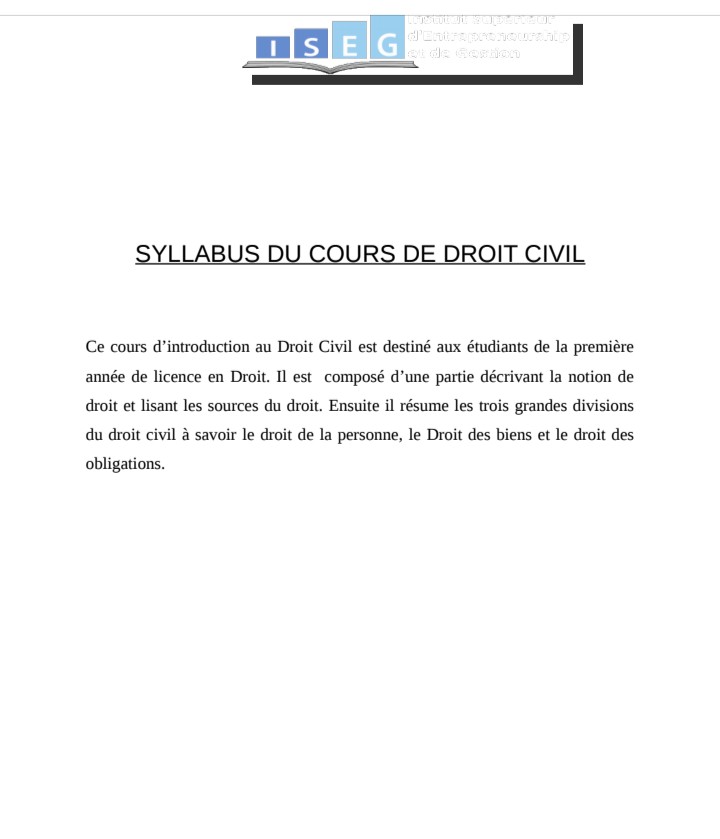 Institut Supérieur
I S E G d'Entrepreneurship
et de Gestion
SYLLABUS DU COURS DE DROIT CIVIL
Ce cours d’introduction au Droit Civil est destiné aux étudiants de la première
année de licence en Droit. Il est  composé d’une partie décrivant la notion de
droit et lisant les sources du droit. Ensuite il résume les trois grandes divisions
du droit civil à savoir le droit de la personne, le Droit des biens et le droit des
obligations.